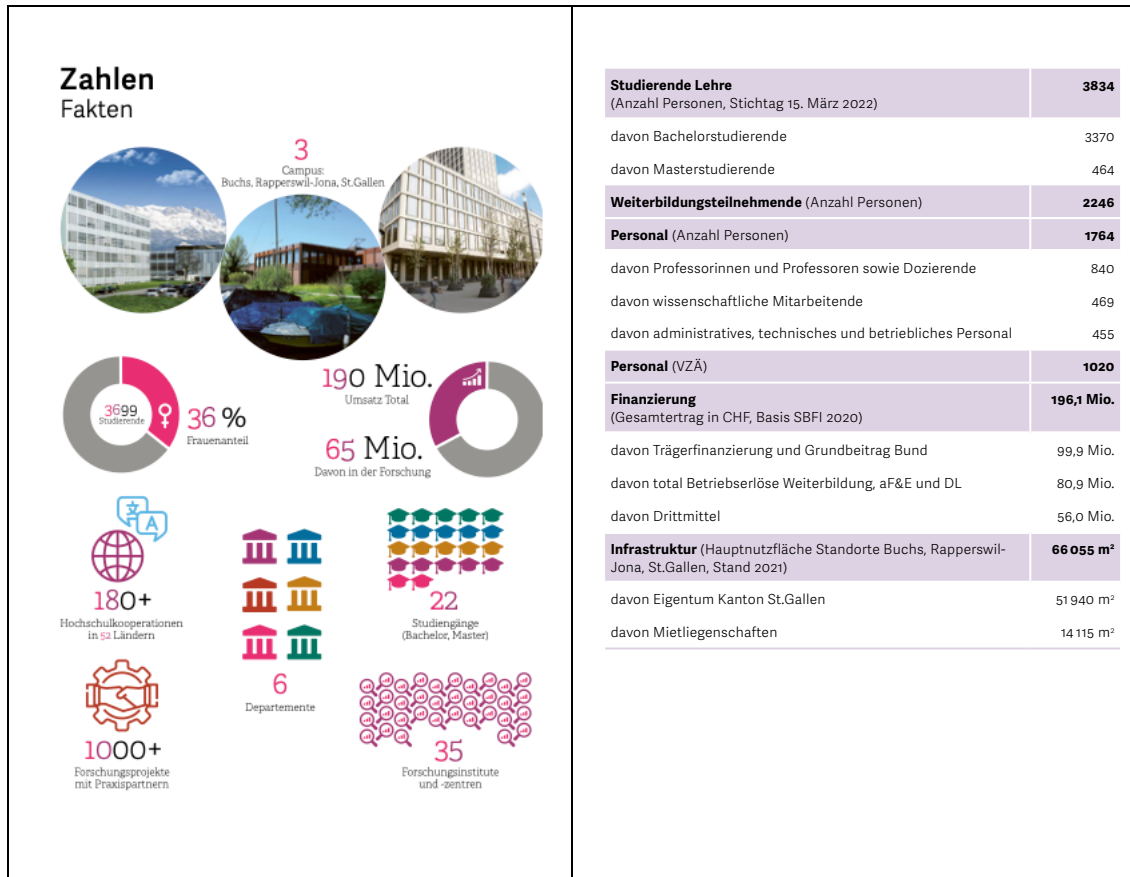 Zahlen
Fakten
3
Campus:
Buchs, Rapperswil-Jona, St.Gallen
3699
Studierende
36 %
Frauenanteil
190 Mio.
Umsatz Total
65 Mio.
Davon in der Forschung
文
A
180+
Hochschulkooperationen
in 52 Ländern
6
Departemente
22
Studiengänge
(Bachelor, Master)
1000+
Forschungsprojekte
mit Praxispartnern
35
Forschungsinstitute
und -zentren
Studierende Lehre 3834
(Anzahl Personen, Stichtag 15. März 2022)
davon Bachelorstudierende 3370
davon Masterstudierende 464
Weiterbildungsteilnehmende (Anzahl Personen) 2246
Personal (Anzahl Personen) 1764
davon Professorinnen und Professoren sowie Dozierende 840
davon wissenschaftliche Mitarbeitende 469
davon administratives, technisches und betriebliches Personal 455
Personal (VZÄ) 1020
Finanzierung 196,1 Mio.
(Gesamtertrag in CHF, Basis SBFI 2020)
davon Trägerfinanzierung und Grundbeitrag Bund 99,9 Mio.
davon total Betriebserlöse Weiterbildung, aF&E und DL 80,9 Mio.
davon Drittmittel 56,0 Mio.
Infrastruktur (Hauptnutzfläche Standorte Buchs, Rapperswil- 66 055 m²
Jona, St.Gallen, Stand 2021)
davon Eigentum Kanton St.Gallen 51 940 m²
davon Mietliegenschaften 14 115 m²